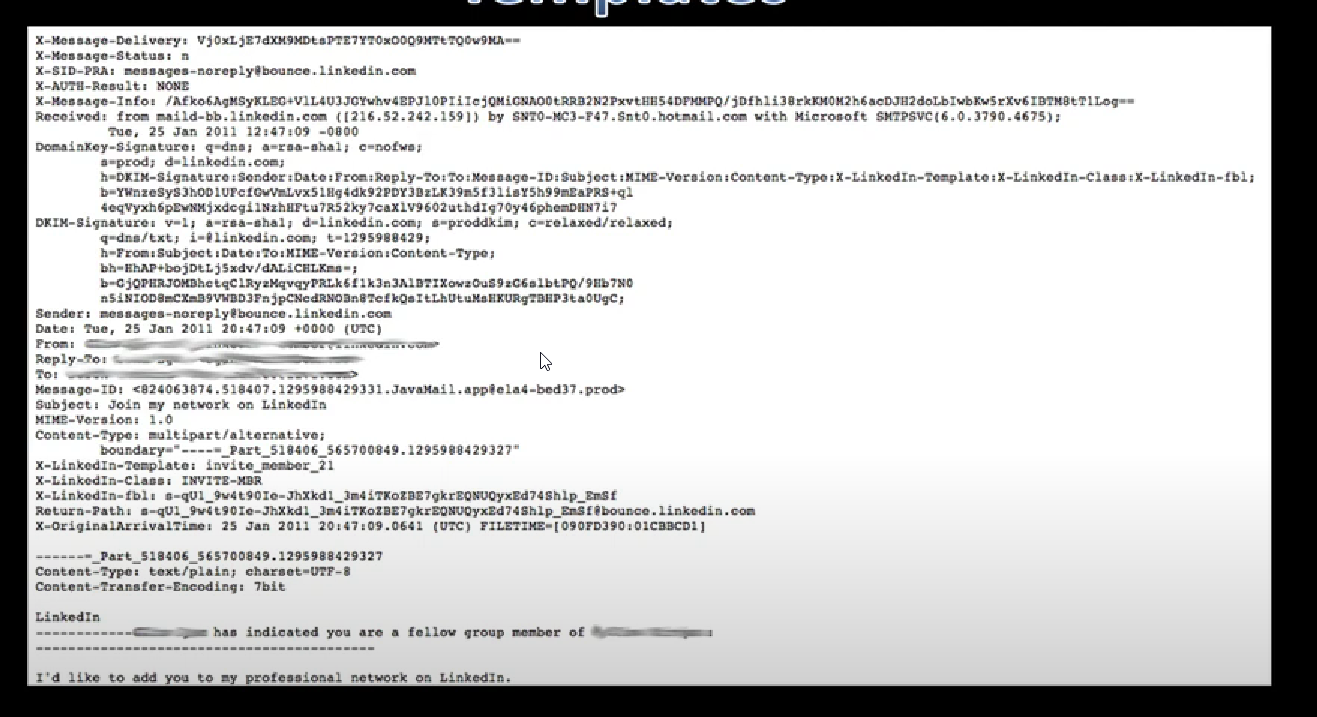 Templates
X-Message-Delivery: Vj0xLjE7dXM9MDtsPTE7YT0xO0Q9MTtTQ0w9MA==
X-Message-Status: n
X-SID-PRA: messages-noreply@bounce.linkedin.com
X-AUTH-Result: NONE
X-Message-Info: /Afko6AgMSyKLEG+VlL4U3JGYwhv4EPJ10PIiIcjQMiGNAO0tRRB2N2PxvtHH54DFMMPQ/jDfhli38rkKM0M2h6acDJH2doLbIwbKw5rXv6IBTM8tT1Log==
Received: from maild-bb.linkedin.com ([216.52.242.159]) by SNT0-MC3-F47.Snt0.hotmail.com with Microsoft SMTPSVC(6.0.3790.4675);
Tue, 25 Jan 2011 12:47:09 -0800
DomainKey-Signature: q=dns; a=rsa-sha1; c=nofws;
s=prod; d=linkedin.com;
h=DKIM-Signature:Sender:Date:From:Reply-To:To:Message-ID:Subject:MIME-Version:Content-Type:X-LinkedIn-Template:X-LinkedIn-Class:X-LinkedIn-fbl;
b=YWnzeSyS3hOD1UFcfGwVmLvx51Hg4dk92PDY3BzLK39m5f3lisY5h99mEaPRS+ql
4eqVyxh6pEwNMjxdcgilNzhHFtu7R52ky7caXlV9602uthdIg70y46phemDHN7i7
DKIM-Signature: v=1; a=rsa-sha1; d=linkedin.com; s=proddkim; c=relaxed/relaxed;
q=dns/txt; i=@linkedin.com; t=1295988429;
h=From:Subject:Date:To:MIME-Version:Content-Type;
bh=HhAP+bojDtLj5xdv/dALiCHLKms=;
b=GjQPHRJOMBhctqClRyzMqvqyPRLk6flk3n3AlBTIXowzOuS9zG6slbtPQ/9Hb7N0
n5iNIOD8mCXmB9VWBD3FnjpCNcdRNOBn8TcfkQsItLhUtuMsHKURgTBHP3ta0UgC;
Sender: messages-noreply@bounce.linkedin.com
Date: Tue, 25 Jan 2011 20:47:09 +0000 (UTC)
From:
Reply-To:
To:
Message-ID: <824063874.518407.1295988429331.JavaMail.app@ela4-bed37.prod>
Subject: Join my network on LinkedIn
MIME-Version: 1.0
Content-Type: multipart/alternative;
boundary="----=_Part_518406_565700849.1295988429327"
X-LinkedIn-Template: invite_member_21
X-LinkedIn-Class: INVITE-MBR
X-LinkedIn-fbl: s-qU1_9w4t90Ie-JhXkd1_3m4iTKoZBE7gkrEQNUQyxEd74Shlp_EmSf
Return-Path: s-qU1_9w4t90Ie-JhXkd1_3m4iTKoZBE7gkrEQNUQyxEd74Shlp_EmSf@bounce.linkedin.com
X-OriginalArrivalTime: 25 Jan 2011 20:47:09.0641 (UTC) FILETIME=[090FD390:01CBBCD1]
------=_Part_518406_565700849.1295988429327
Content-Type: text/plain; charset=UTF-8
Content-Transfer-Encoding: 7bit
LinkedIn
------------ has indicated you are a fellow group member of :
------------------------------------------
I'd like to add you to my professional network on LinkedIn.